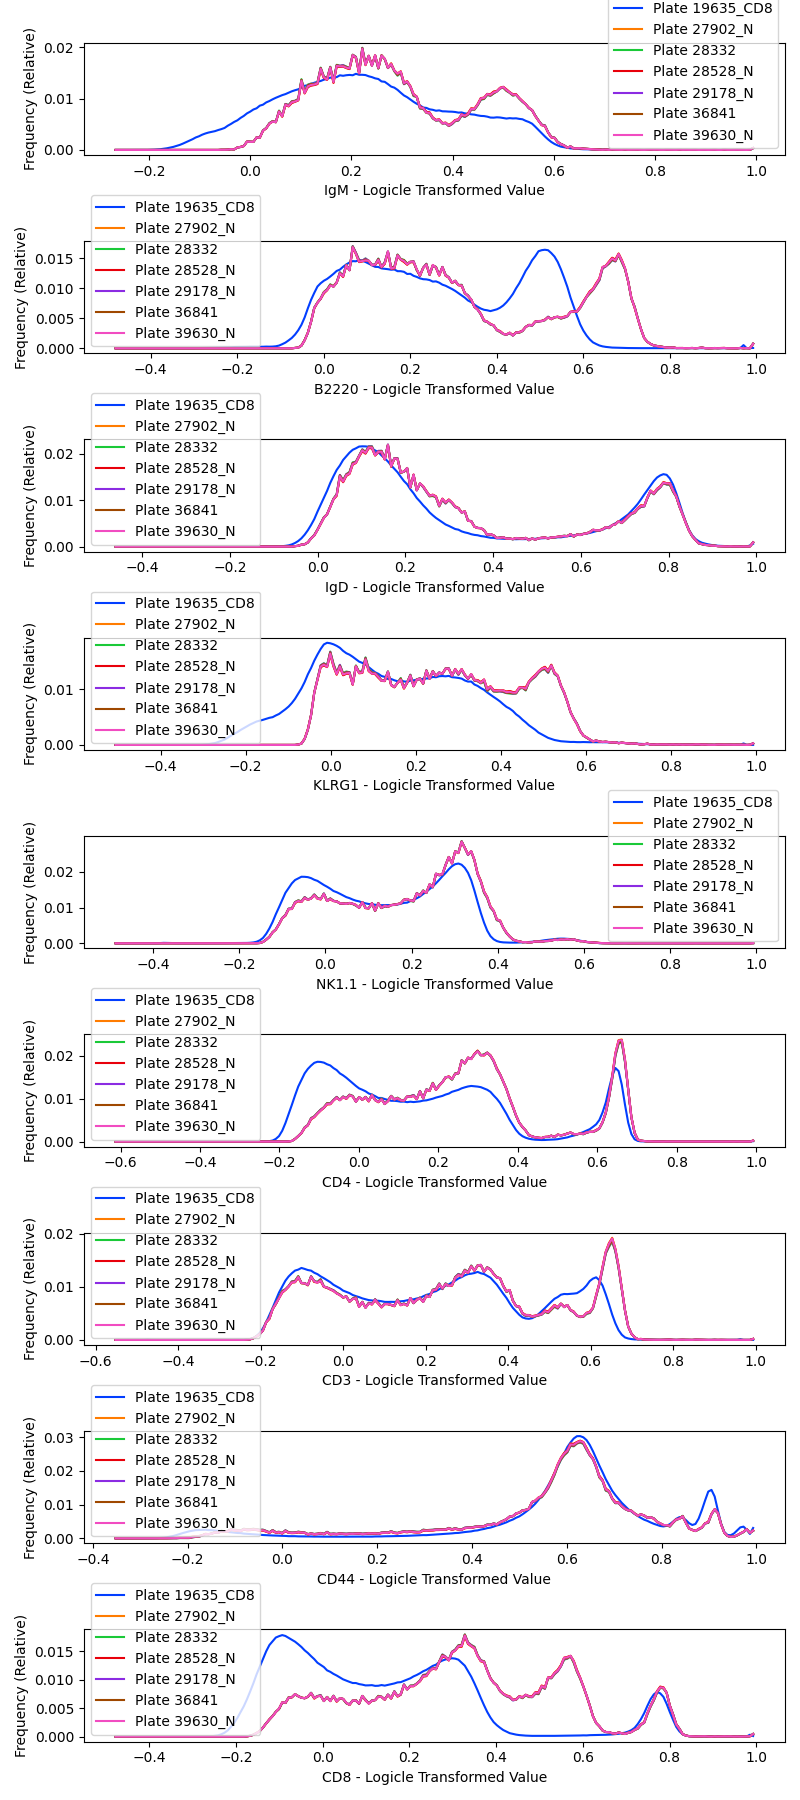 Plate 19635_CD8
Plate 27902_N
Plate 28332
Plate 28528_N
Plate 29178_N
Plate 36841
Plate 39630_N
Frequency (Relative)
0.02
0.01
0.00
−0.2 0.0 0.2 0.4 0.6 0.8 1.0
IgM - Logicle Transformed Value
Plate 19635_CD8
Plate 27902_N
Plate 28332
Plate 28528_N
Plate 29178_N
Plate 36841
Plate 39630_N
Frequency (Relative)
0.015
0.010
0.005
0.000
−0.4 −0.2 0.0 0.2 0.4 0.6 0.8 1.0
B2220 - Logicle Transformed Value
Plate 19635_CD8
Plate 27902_N
Plate 28332
Plate 28528_N
Plate 29178_N
Plate 36841
Plate 39630_N
Frequency (Relative)
0.02
0.01
0.00
−0.4 −0.2 0.0 0.2 0.4 0.6 0.8 1.0
IgD - Logicle Transformed Value
Plate 19635_CD8
Plate 27902_N
Plate 28332
Plate 28528_N
Plate 29178_N
Plate 36841
Plate 39630_N
Frequency (Relative)
0.01
0.00
−0.4 −0.2 0.0 0.2 0.4 0.6 0.8 1.0
KLRG1 - Logicle Transformed Value
Plate 19635_CD8
Plate 27902_N
Plate 28332
Plate 28528_N
Plate 29178_N
Plate 36841
Plate 39630_N
Frequency (Relative)
0.02
0.01
0.00
−0.4 −0.2 0.0 0.2 0.4 0.6 0.8 1.0
NK1.1 - Logicle Transformed Value
Plate 19635_CD8
Plate 27902_N
Plate 28332
Plate 28528_N
Plate 29178_N
Plate 36841
Plate 39630_N
Frequency (Relative)
0.02
0.01
0.00
−0.6 −0.4 −0.2 0.0 0.2 0.4 0.6 0.8 1.0
CD4 - Logicle Transformed Value
Plate 19635_CD8
Plate 27902_N
Plate 28332
Plate 28528_N
Plate 29178_N
Plate 36841
Plate 39630_N
Frequency (Relative)
0.02
0.01
0.00
−0.6 −0.4 −0.2 0.0 0.2 0.4 0.6 0.8 1.0
CD3 - Logicle Transformed Value
Plate 19635_CD8
Plate 27902_N
Plate 28332
Plate 28528_N
Plate 29178_N
Plate 36841
Plate 39630_N
Frequency (Relative)
0.03
0.02
0.01
0.00
−0.4 −0.2 0.0 0.2 0.4 0.6 0.8 1.0
CD44 - Logicle Transformed Value
Plate 19635_CD8
Plate 27902_N
Plate 28332
Plate 28528_N
Plate 29178_N
Plate 36841
Plate 39630_N
Frequency (Relative)
0.015
0.010
0.005
0.000
−0.4 −0.2 0.0 0.2 0.4 0.6 0.8 1.0
CD8 - Logicle Transformed Value